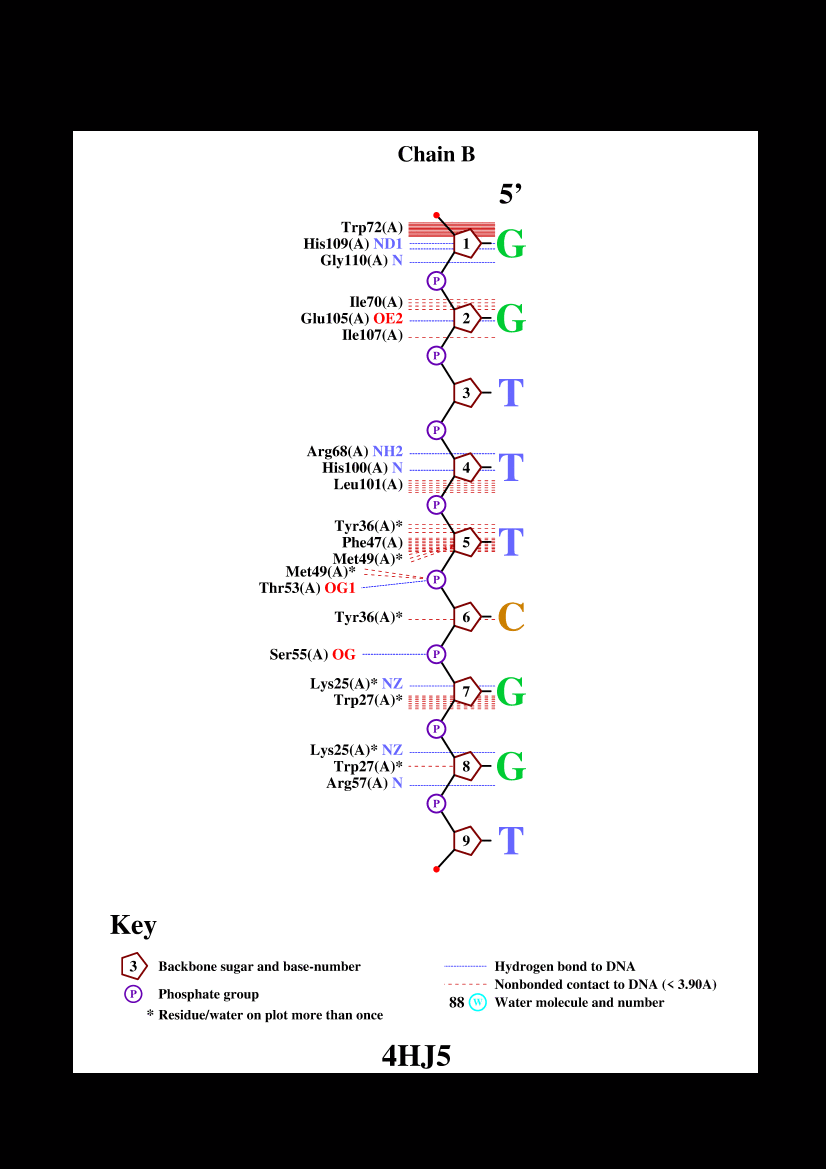 Chain B
5’
Trp72(A)
His109(A) ND1
1 G
Gly110(A) N
P
Ile70(A)
Glu105(A) OE2
2 G
Ile107(A)
P
3 T
P
Arg68(A) NH2
His100(A) N
4 T
Leu101(A)
P
Tyr36(A)*
Phe47(A)
5 T
Met49(A)*
Met49(A)*
P
Thr53(A) OG1
Tyr36(A)*
6 C
Ser55(A) OG
P
Lys25(A)* NZ
7 G
Trp27(A)*
P
Lys25(A)* NZ
Trp27(A)*
8 G
Arg57(A) N
P
9 T
Key
3 Backbone sugar and base-number
P Phosphate group
* Residue/water on plot more than once
Hydrogen bond to DNA
Nonbonded contact to DNA (< 3.90A)
88 W Water molecule and number
4HJ5